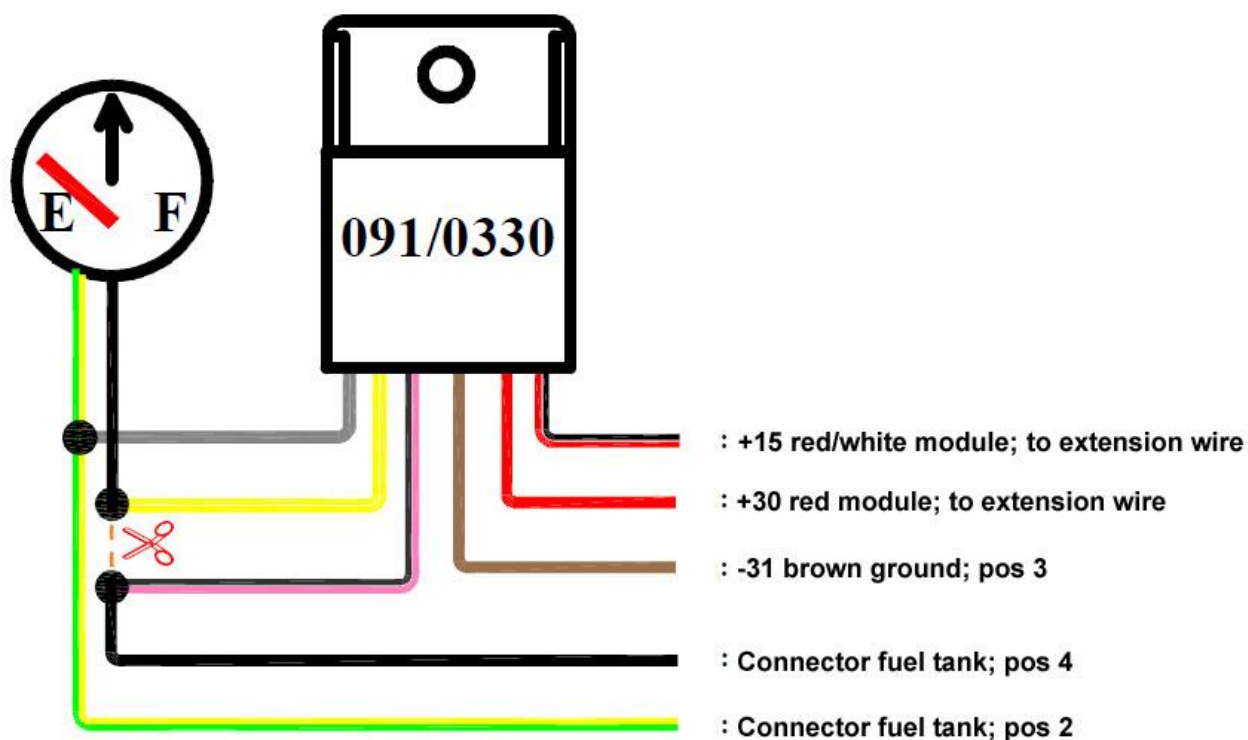 E F
091/0330
: +15 red/white module; to extension wire
: +30 red module; to extension wire
: -31 brown ground; pos 3
: Connector fuel tank; pos 4
: Connector fuel tank; pos 2